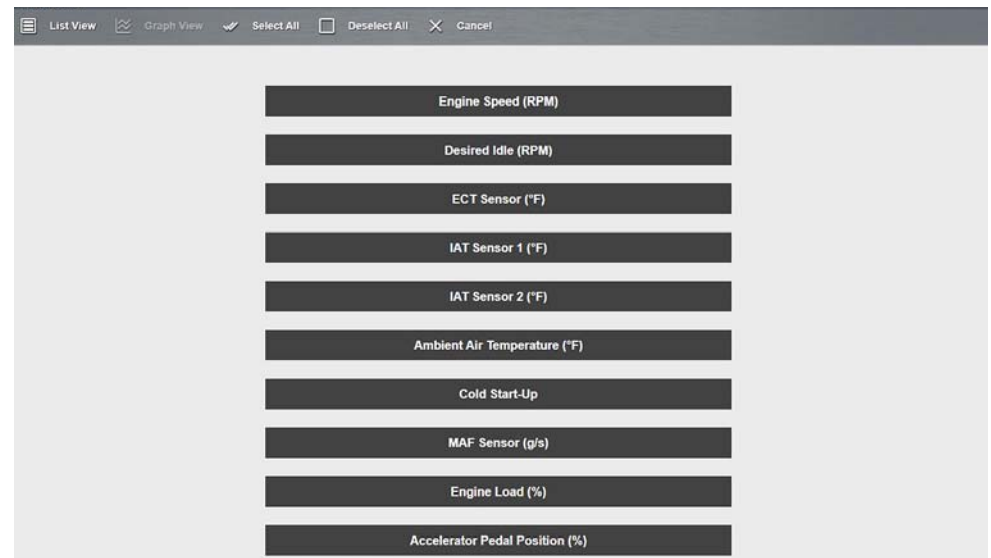 List View Graph View Select All Deselect All Cancel
Engine Speed (RPM)
Desired Idle (RPM)
ECT Sensor (°F)
IAT Sensor 1 (°F)
IAT Sensor 2 (°F)
Ambient Air Temperature (°F)
Cold Start-Up
MAF Sensor (g/s)
Engine Load (%)
Accelerator Pedal Position (%)